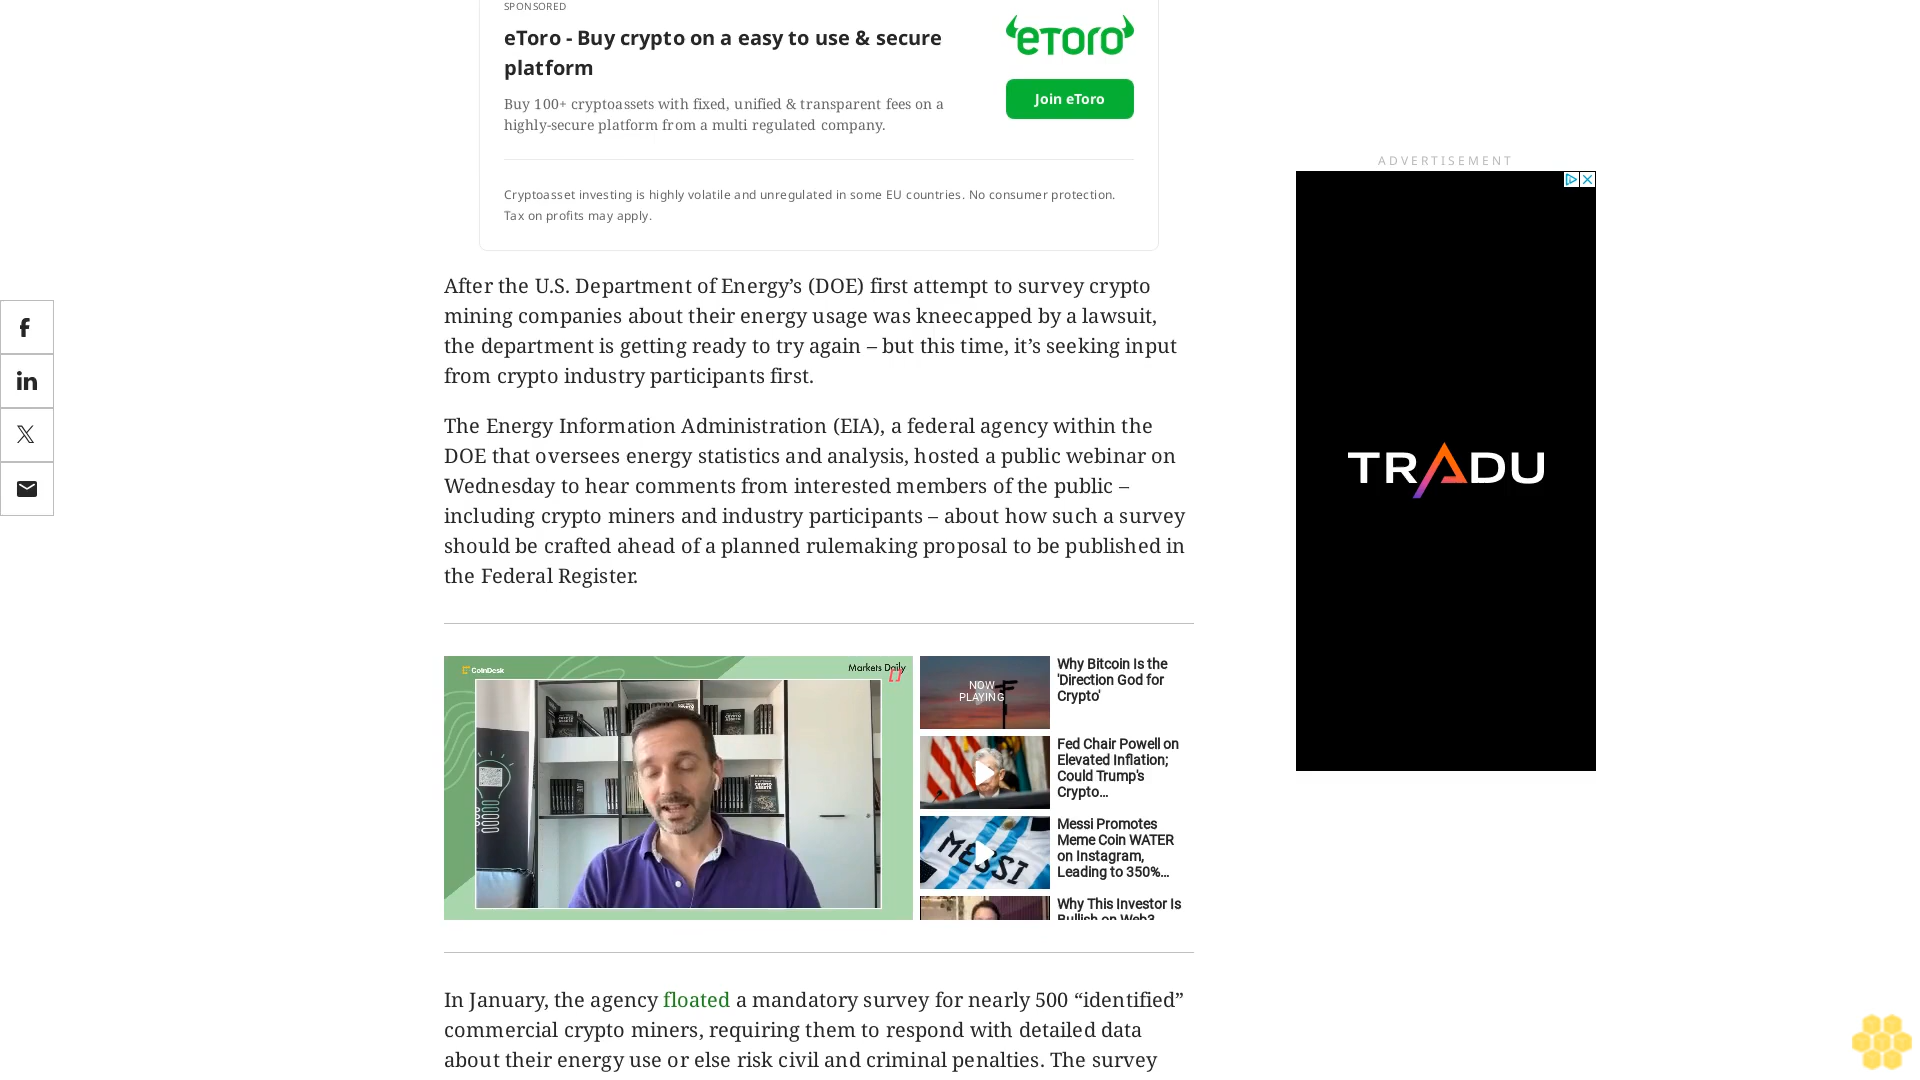 SPONSORED
eToro - Buy crypto on a easy to use & secure
platform
Buy 100+ cryptoassets with fixed, unified & transparent fees on a
highly-secure platform from a multi regulated company.
eToro
Join eToro
Cryptoasset investing is highly volatile and unregulated in some EU countries. No consumer protection.
Tax on profits may apply.
After the U.S. Department of Energy’s (DOE) first attempt to survey crypto
mining companies about their energy usage was kneecapped by a lawsuit,
the department is getting ready to try again – but this time, it’s seeking input
from crypto industry participants first.
The Energy Information Administration (EIA), a federal agency within the
DOE that oversees energy statistics and analysis, hosted a public webinar on
Wednesday to hear comments from interested members of the public –
including crypto miners and industry participants – about how such a survey
should be crafted ahead of a planned rulemaking proposal to be published in
the Federal Register.
CoinDesk
Markets Daily
NOW
PLAYING
Why Bitcoin Is the
'Direction God for
Crypto'
Fed Chair Powell on
Elevated Inflation;
Could Trump's
Crypto...
MESSI
Messi Promotes
Meme Coin WATER
on Instagram,
Leading to 350%...
Why This Investor Is
Bullish on Web3
In January, the agency floated a mandatory survey for nearly 500 “identified”
commercial crypto miners, requiring them to respond with detailed data
about their energy use or else risk civil and criminal penalties. The survey
ADVERTISEMENT
TRADU